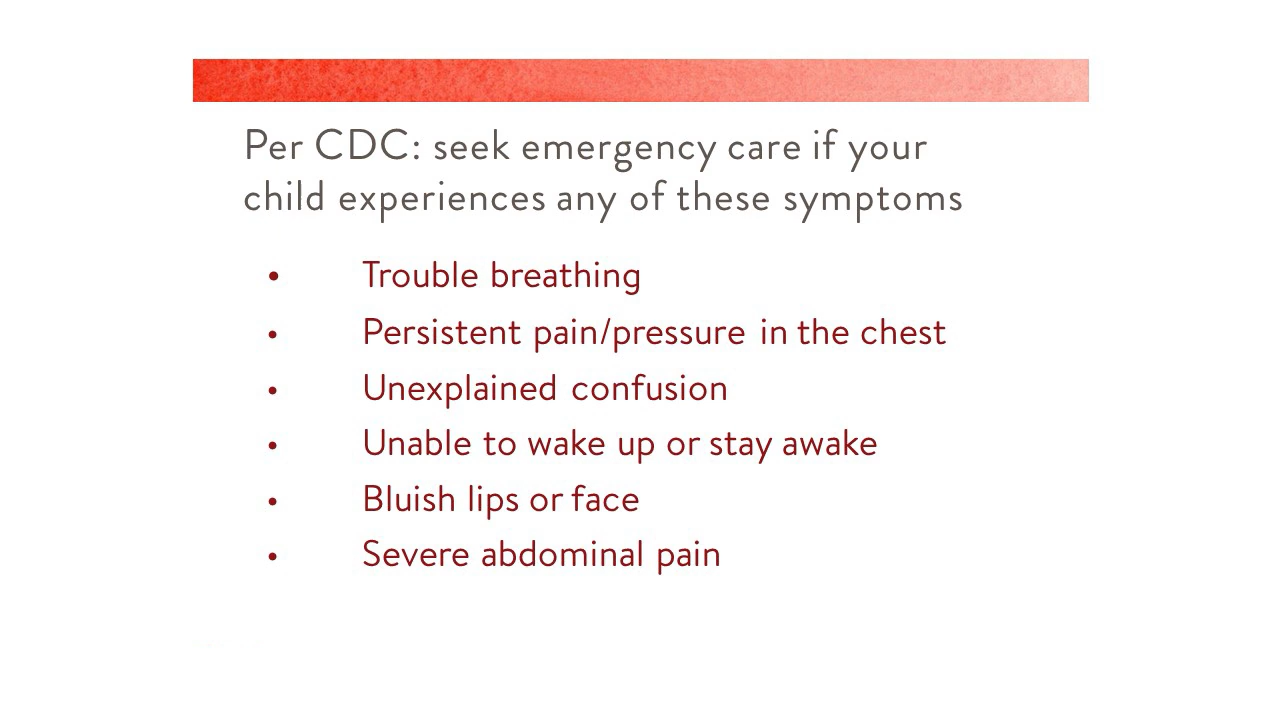 Per CDC: seek emergency care if your
child experiences any of these symptoms
• Trouble breathing
• Persistent pain/pressure in the chest
• Unexplained confusion
• Unable to wake up or stay awake
• Bluish lips or face
• Severe abdominal pain